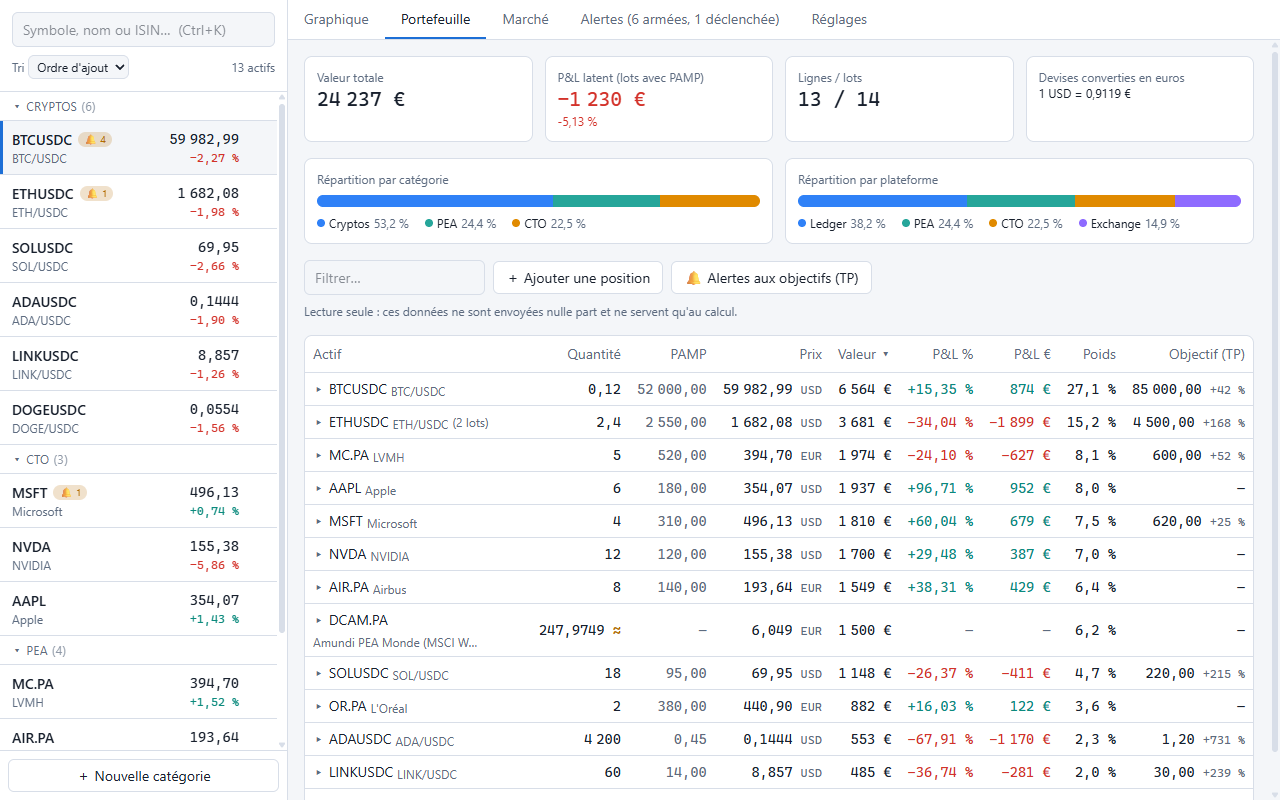 Symbole, nom ou ISIN… (Ctrl+K)
Tri Ordre d'ajout 13 actifs
CRYPTOS (6)
BTCUSDC 🔔 4 59 982,99
BTC/USDC −2,27 %
ETHUSDC 🔔 1 1 682,08
ETH/USDC −1,98 %
SOLUSDC 69,95
SOL/USDC −2,66 %
ADAUSDC 0,1444
ADA/USDC −1,90 %
LINKUSDC 8,857
LINK/USDC −1,26 %
DOGEUSDC 0,0554
DOGE/USDC −1,56 %
CTO (3)
MSFT 🔔 1 496,13
Microsoft +0,74 %
NVDA 155,38
NVIDIA −5,86 %
AAPL 354,07
Apple +1,43 %
PEA (4)
MC.PA 394,70
LVMH +1,52 %
AIR.PA 193,64
+ Nouvelle catégorie
Graphique Portefeuille Marché Alertes (6 armées, 1 déclenchée) Réglages
Valeur totale
24 237 €
P&L latent (lots avec PAMP)
−1 230 €
-5,13 %
Lignes / lots
13 / 14
Devises converties en euros
1 USD = 0,9119 €
Répartition par catégorie
Cryptos 53,2 % PEA 24,4 % CTO 22,5 %
Répartition par plateforme
Ledger 38,2 % PEA 24,4 % CTO 22,5 % Exchange 14,9 %
Filtrer… + Ajouter une position 🔔 Alertes aux objectifs (TP)
Lecture seule : ces données ne sont envoyées nulle part et ne servent qu'au calcul.
Actif Quantité PAMP Prix Valeur ▼ P&L % P&L € Poids Objectif (TP)
▸ BTCUSDC BTC/USDC 0,12 52 000,00 59 982,99 USD 6 564 € +15,35 % 874 € 27,1 % 85 000,00 +42 %
▸ ETHUSDC ETH/USDC (2 lots) 2,4 2 550,00 1 682,08 USD 3 681 € −34,04 % −1 899 € 15,2 % 4 500,00 +168 %
▸ MC.PA LVMH 5 520,00 394,70 EUR 1 974 € −24,10 % −627 € 8,1 % 600,00 +52 %
▸ AAPL Apple 6 180,00 354,07 USD 1 937 € +96,71 % 952 € 8,0 % —
▸ MSFT Microsoft 4 310,00 496,13 USD 1 810 € +60,04 % 679 € 7,5 % 620,00 +25 %
▸ NVDA NVIDIA 12 120,00 155,38 USD 1 700 € +29,48 % 387 € 7,0 % —
▸ AIR.PA Airbus 8 140,00 193,64 EUR 1 549 € +38,31 % 429 € 6,4 % —
▸ DCAM.PA
Amundi PEA Monde (MSCI W… 247,9749 ≈ — 6,049 EUR 1 500 € — — 6,2 % —
▸ SOLUSDC SOL/USDC 18 95,00 69,95 USD 1 148 € −26,37 % −411 € 4,7 % 220,00 +215 %
▸ OR.PA L'Oréal 2 380,00 440,90 EUR 882 € +16,03 % 122 € 3,6 % —
▸ ADAUSDC ADA/USDC 4 200 0,45 0,1444 USD 553 € −67,91 % −1 170 € 2,3 % 1,20 +731 %
▸ LINKUSDC LINK/USDC 60 14,00 8,857 USD 485 € −36,74 % −281 € 2,0 % 30,00 +239 %